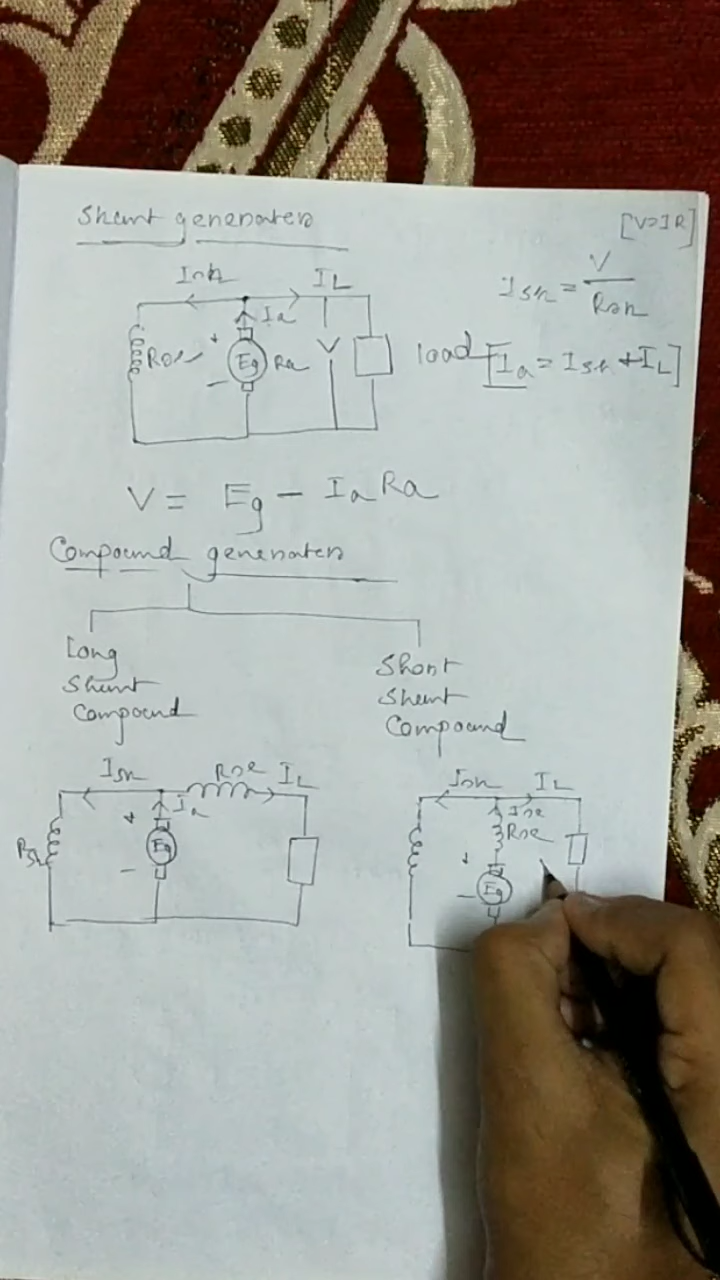 Shunt generator
[V=IR]
Ish = V / Rsh
Ish IL
Ia
Rsh Eg Ra V load
[Ia = Ish + IL]
V = Eg - IaRa
Compound generator
Long Shunt Compound
Short Shunt Compound
Ish Rse IL
Ia
Rsh Eg
Ish IL
Ise
Rse
Eg